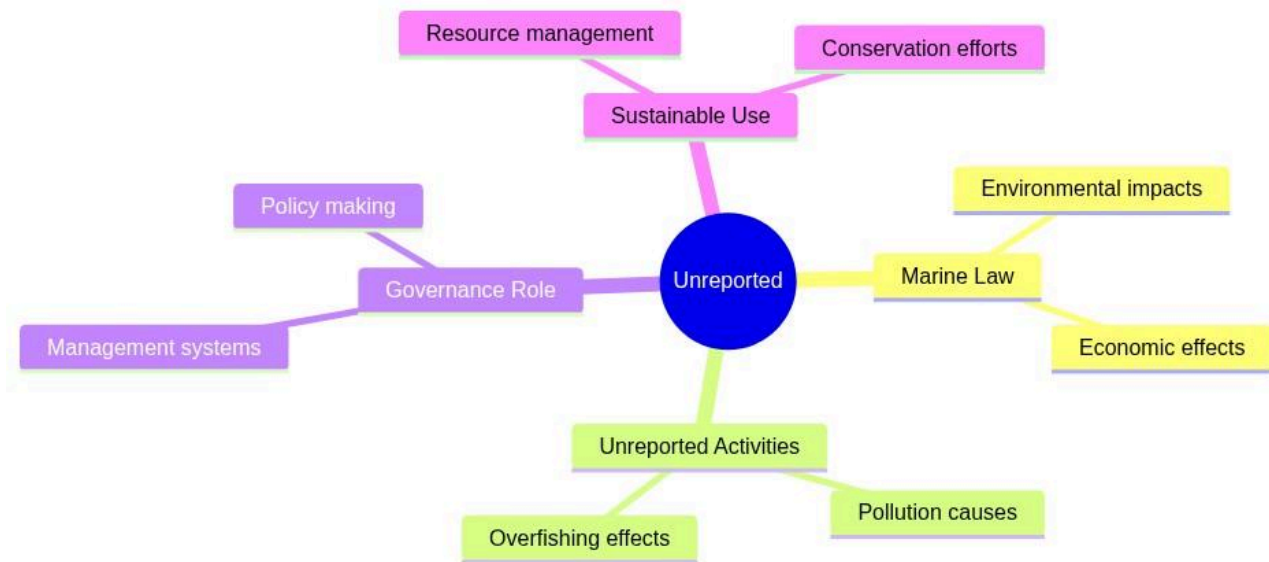 Resource management
Conservation efforts
Sustainable Use
Environmental impacts
Policy making
Marine Law
Unreported
Governance Role
Management systems
Economic effects
Unreported Activities
Pollution causes
Overfishing effects